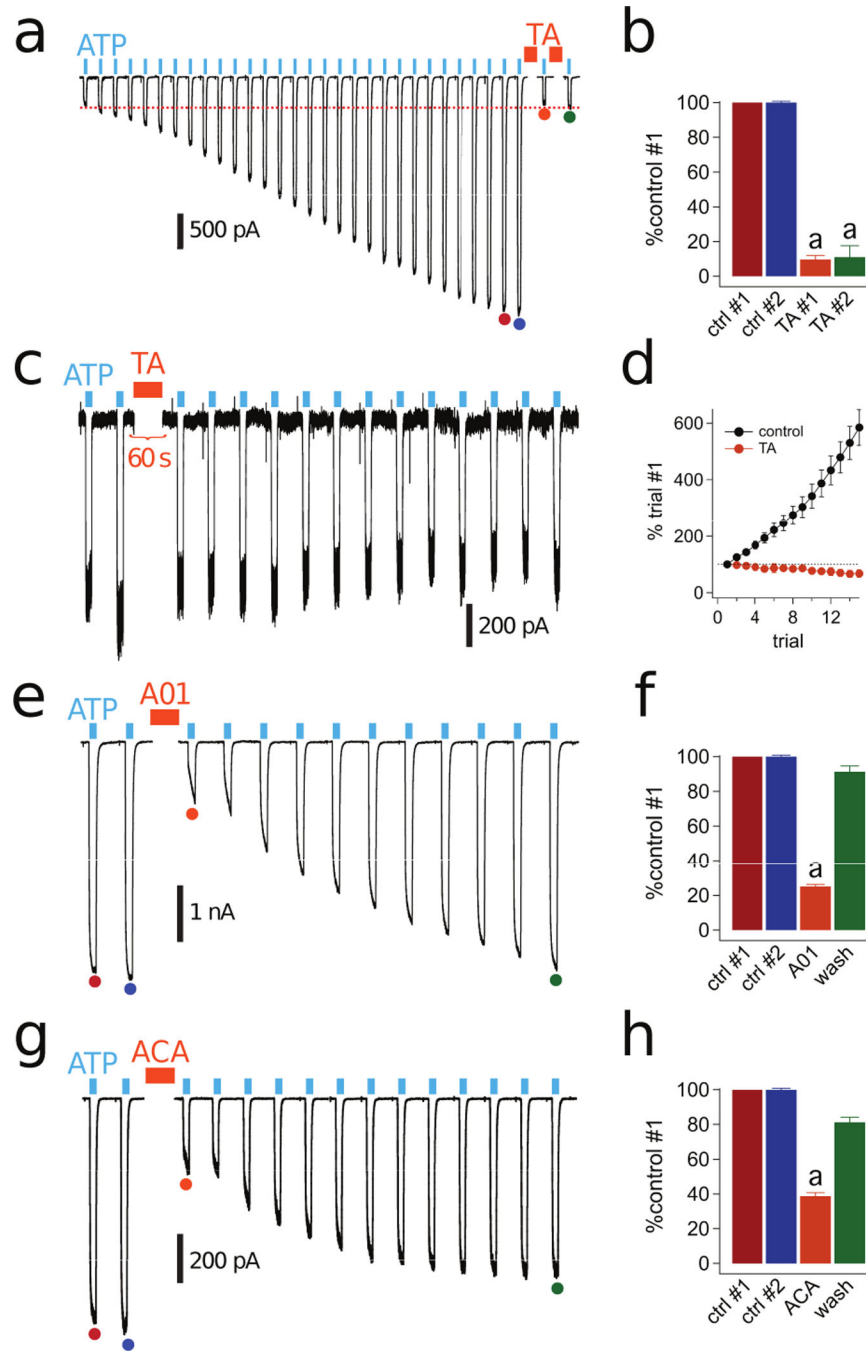 a
ATP
TA
500 pA
b
%control #1
100
80
60
40
20
0
a a
ctrl #1
ctrl #2
TA #1
TA #2
c
ATP
TA
60 s
200 pA
d
% trial #1
600
400
200
0
control
TA
0 4 8 12
trial
e
ATP
A01
1 nA
f
%control #1
100
80
60
40
20
0
a
ctrl #1
ctrl #2
A01
wash
g
ATP
ACA
200 pA
h
%control #1
100
80
60
40
20
0
a
ctrl #1
ctrl #2
ACA
wash